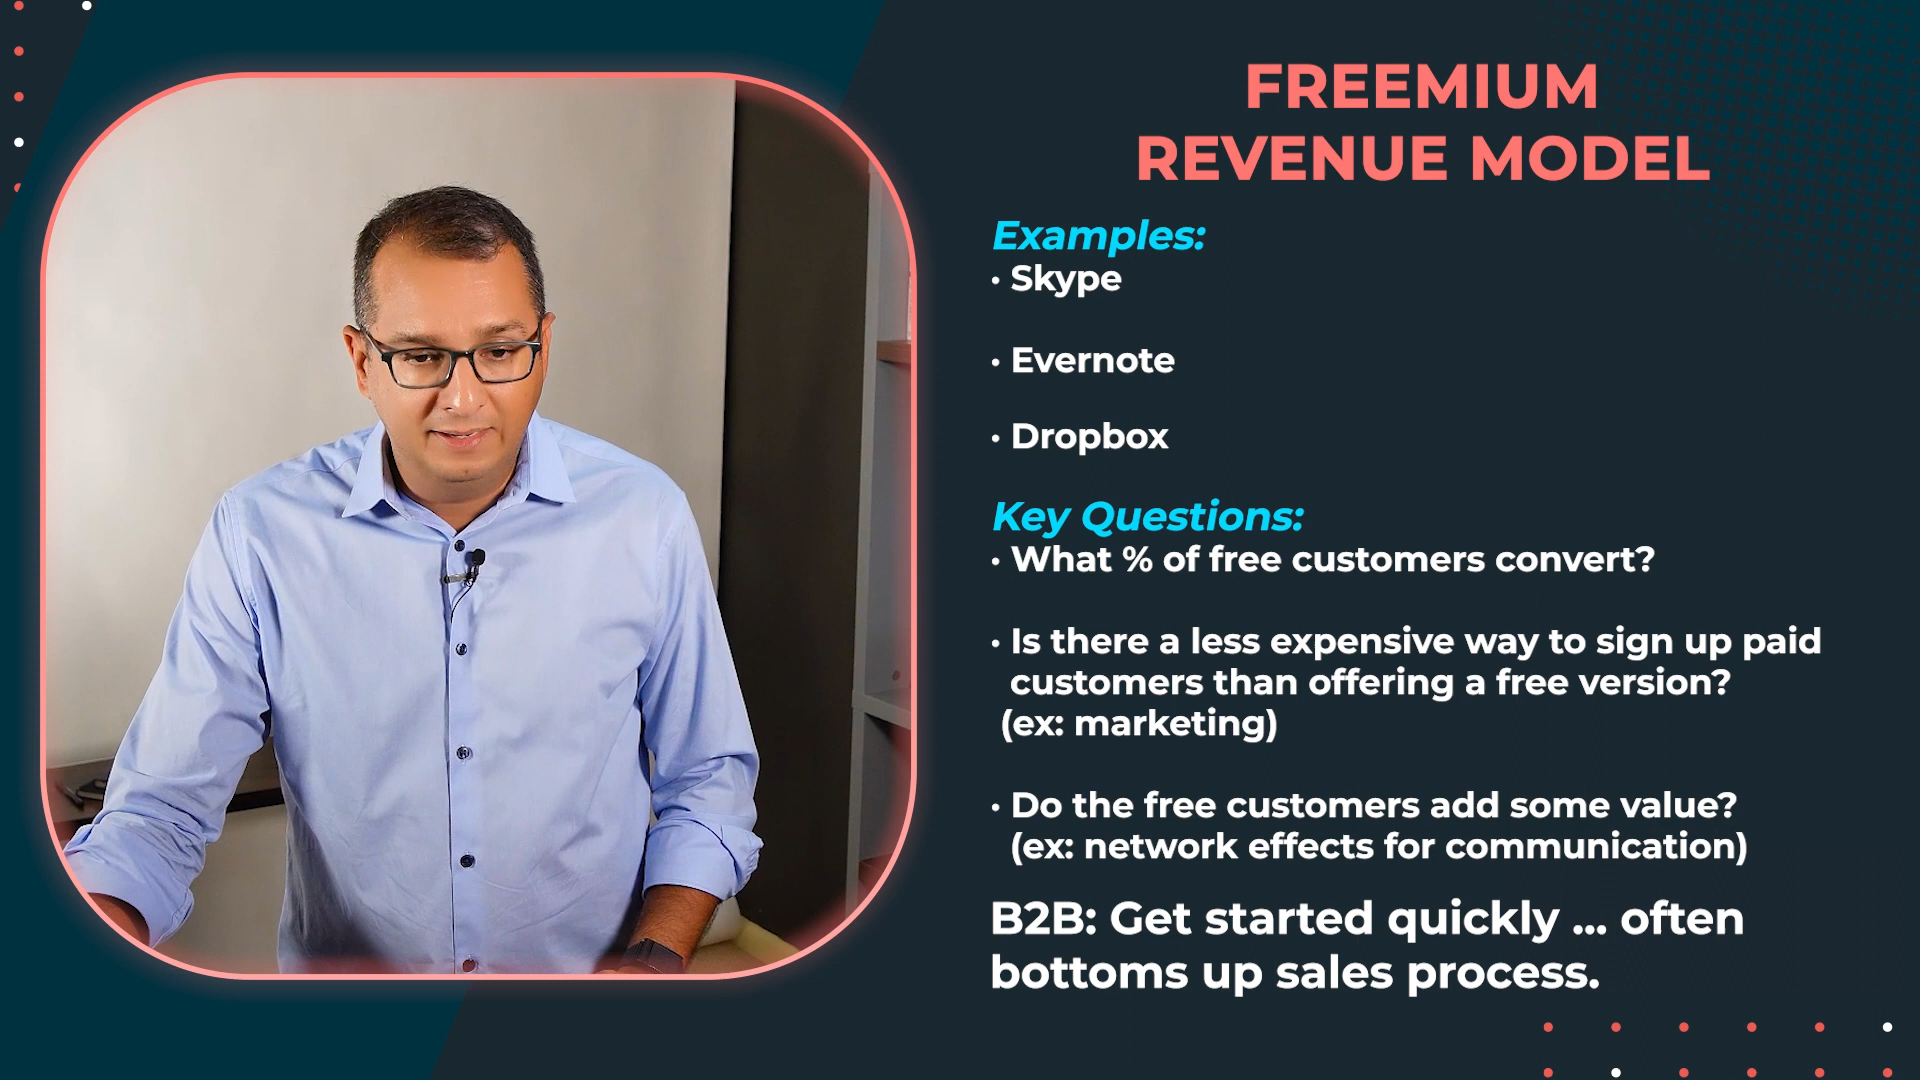 FREEMIUM
REVENUE MODEL
Examples:
• Skype
• Evernote
• Dropbox
Key Questions:
• What % of free customers convert?
• Is there a less expensive way to sign up paid
customers than offering a free version?
(ex: marketing)
• Do the free customers add some value?
(ex: network effects for communication)
B2B: Get started quickly ... often
bottoms up sales process.